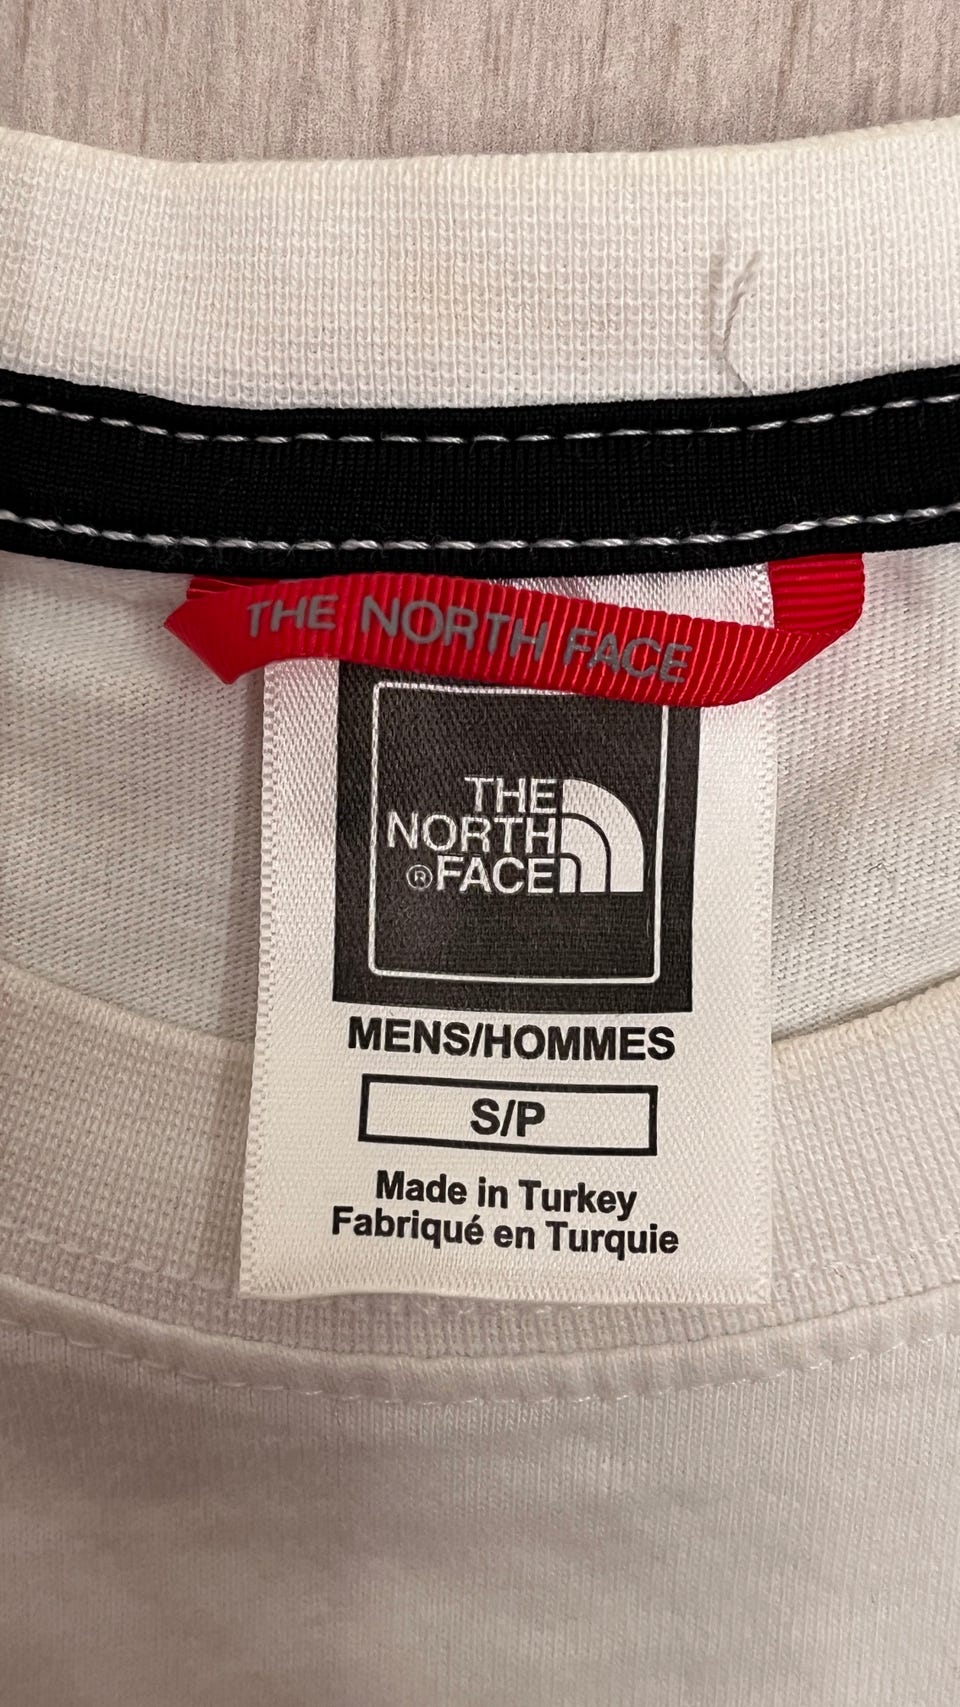 THE NORTH FACE
THE
NORTH
®FACE
MENS/HOMMES
S/P
Made in Turkey
Fabriqué en Turquie